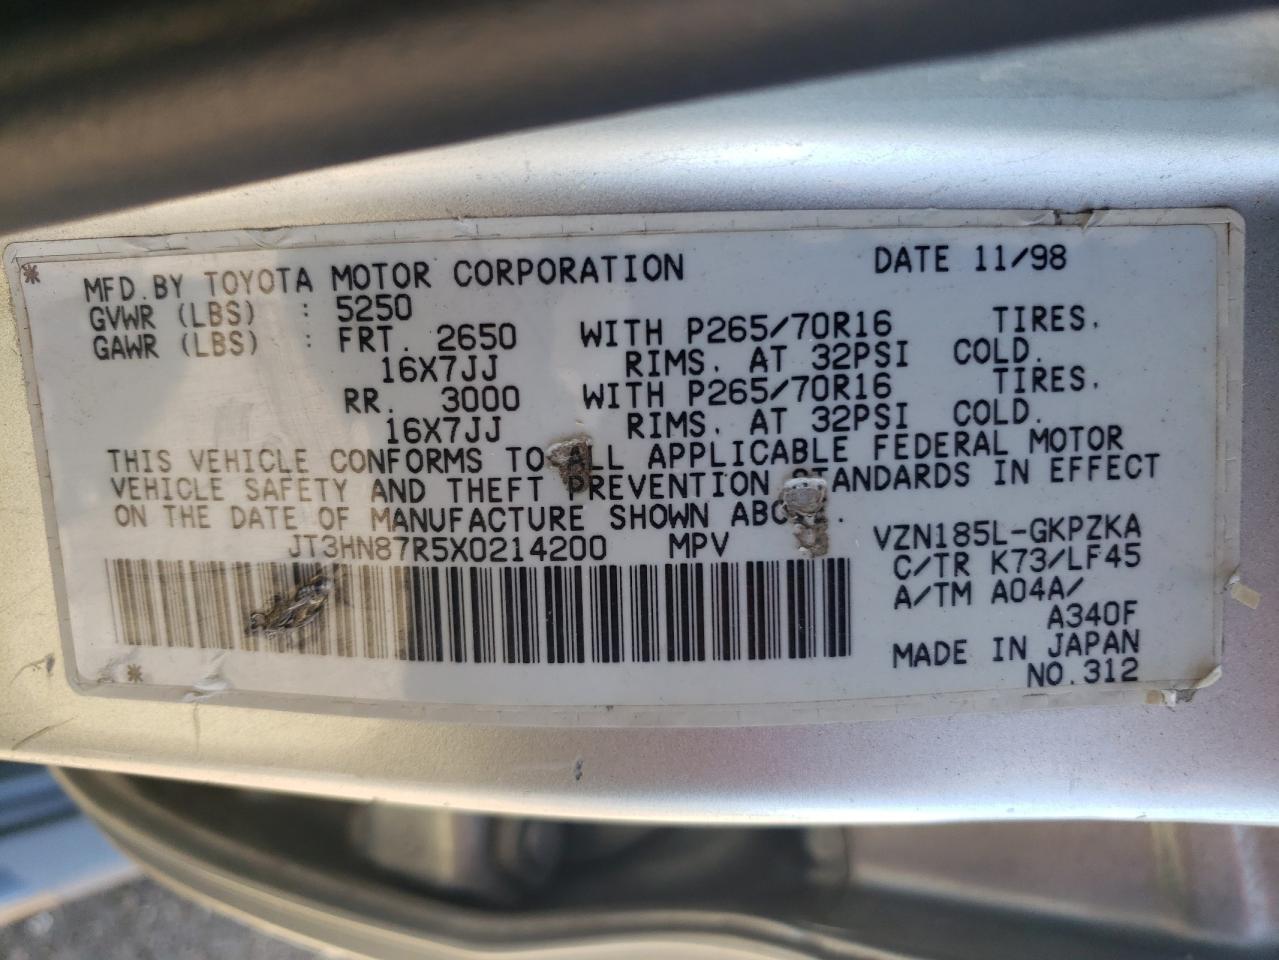 MFD.BY TOYOTA MOTOR CORPORATION DATE 11/98
GVWR (LBS) : 5250
GAWR (LBS) : FRT. 2650 WITH P265/70R16 TIRES.
16X7JJ RIMS. AT 32PSI COLD.
RR. 3000 WITH P265/70R16 TIRES.
16X7JJ RIMS. AT 32PSI COLD.
THIS VEHICLE CONFORMS TO ALL APPLICABLE FEDERAL MOTOR
VEHICLE SAFETY AND THEFT PREVENTION STANDARDS IN EFFECT
ON THE DATE OF MANUFACTURE SHOWN
JT3HN87R5X0214200 MPV VZN185L-GKPZKA
C/TR K73/LF45
A/TM A04A/
A340F
MADE IN JAPAN
NO.312